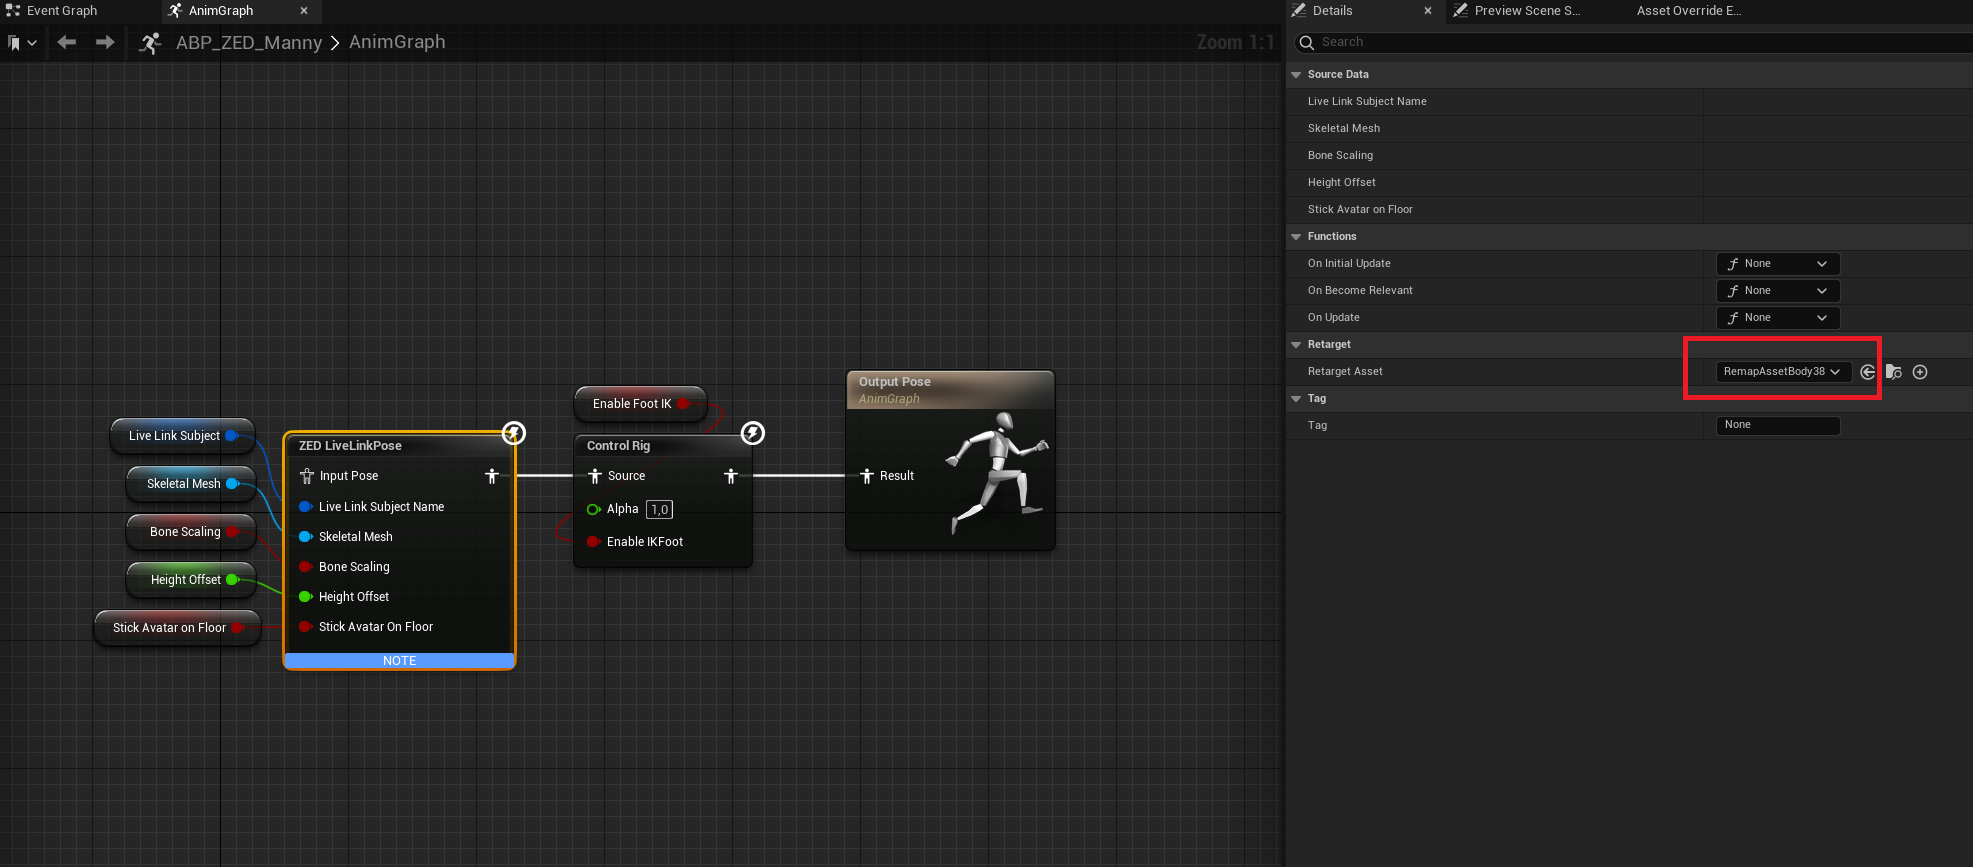 Event Graph
AnimGraph
ABP_ZED_Manny > AnimGraph
Zoom 1:1
Live Link Subject
Skeletal Mesh
Bone Scaling
Height Offset
Stick Avatar on Floor
ZED LiveLinkPose
Input Pose
Live Link Subject Name
Skeletal Mesh
Bone Scaling
Height Offset
Stick Avatar On Floor
NOTE
Enable Foot IK
Control Rig
Source
Alpha 1,0
Enable IKFoot
Output Pose
AnimGraph
Result
Details
Preview Scene S...
Asset Override E...
Search
Source Data
Live Link Subject Name
Skeletal Mesh
Bone Scaling
Height Offset
Stick Avatar on Floor
Functions
On Initial Update None
On Become Relevant None
On Update None
Retarget
Retarget Asset RemapAssetBody38
Tag
Tag None